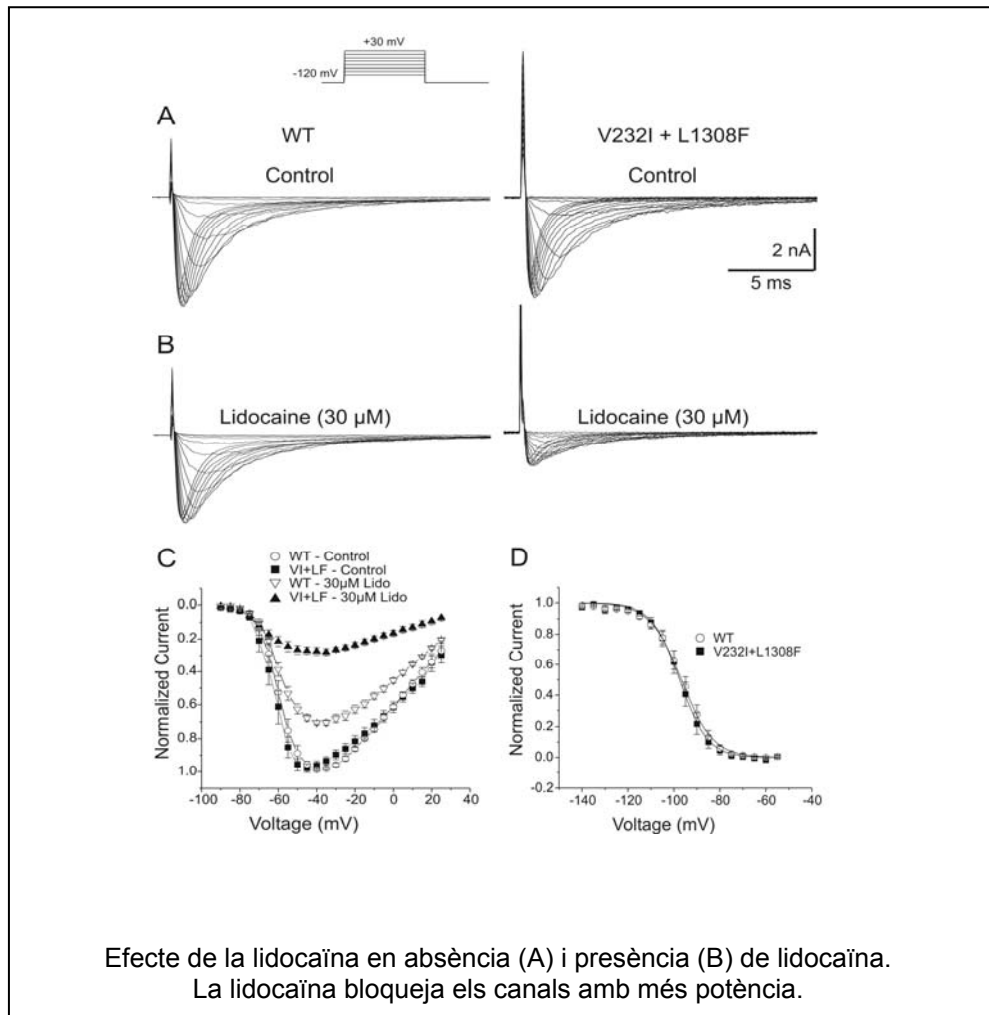 +30 mV
-120 mV
A
WT
Control
V232I + L1308F
Control
2 nA
5 ms
B
Lidocaine (30 µM)
Lidocaine (30 µM)
C
WT - Control
VI+LF - Control
WT - 30µM Lido
VI+LF - 30µM Lido
Normalized Current
0.0
0.2
0.4
0.6
0.8
1.0
-100 -80 -60 -40 -20 0 20 40
Voltage (mV)
D
WT
V232I+L1308F
Normalized Current
1.0
0.8
0.6
0.4
0.2
0.0
-0.2
-140 -120 -100 -80 -60 -40
Voltage (mV)
Efecte de la lidocaïna en absència (A) i presència (B) de lidocaïna.
La lidocaïna bloqueja els canals amb més potència.